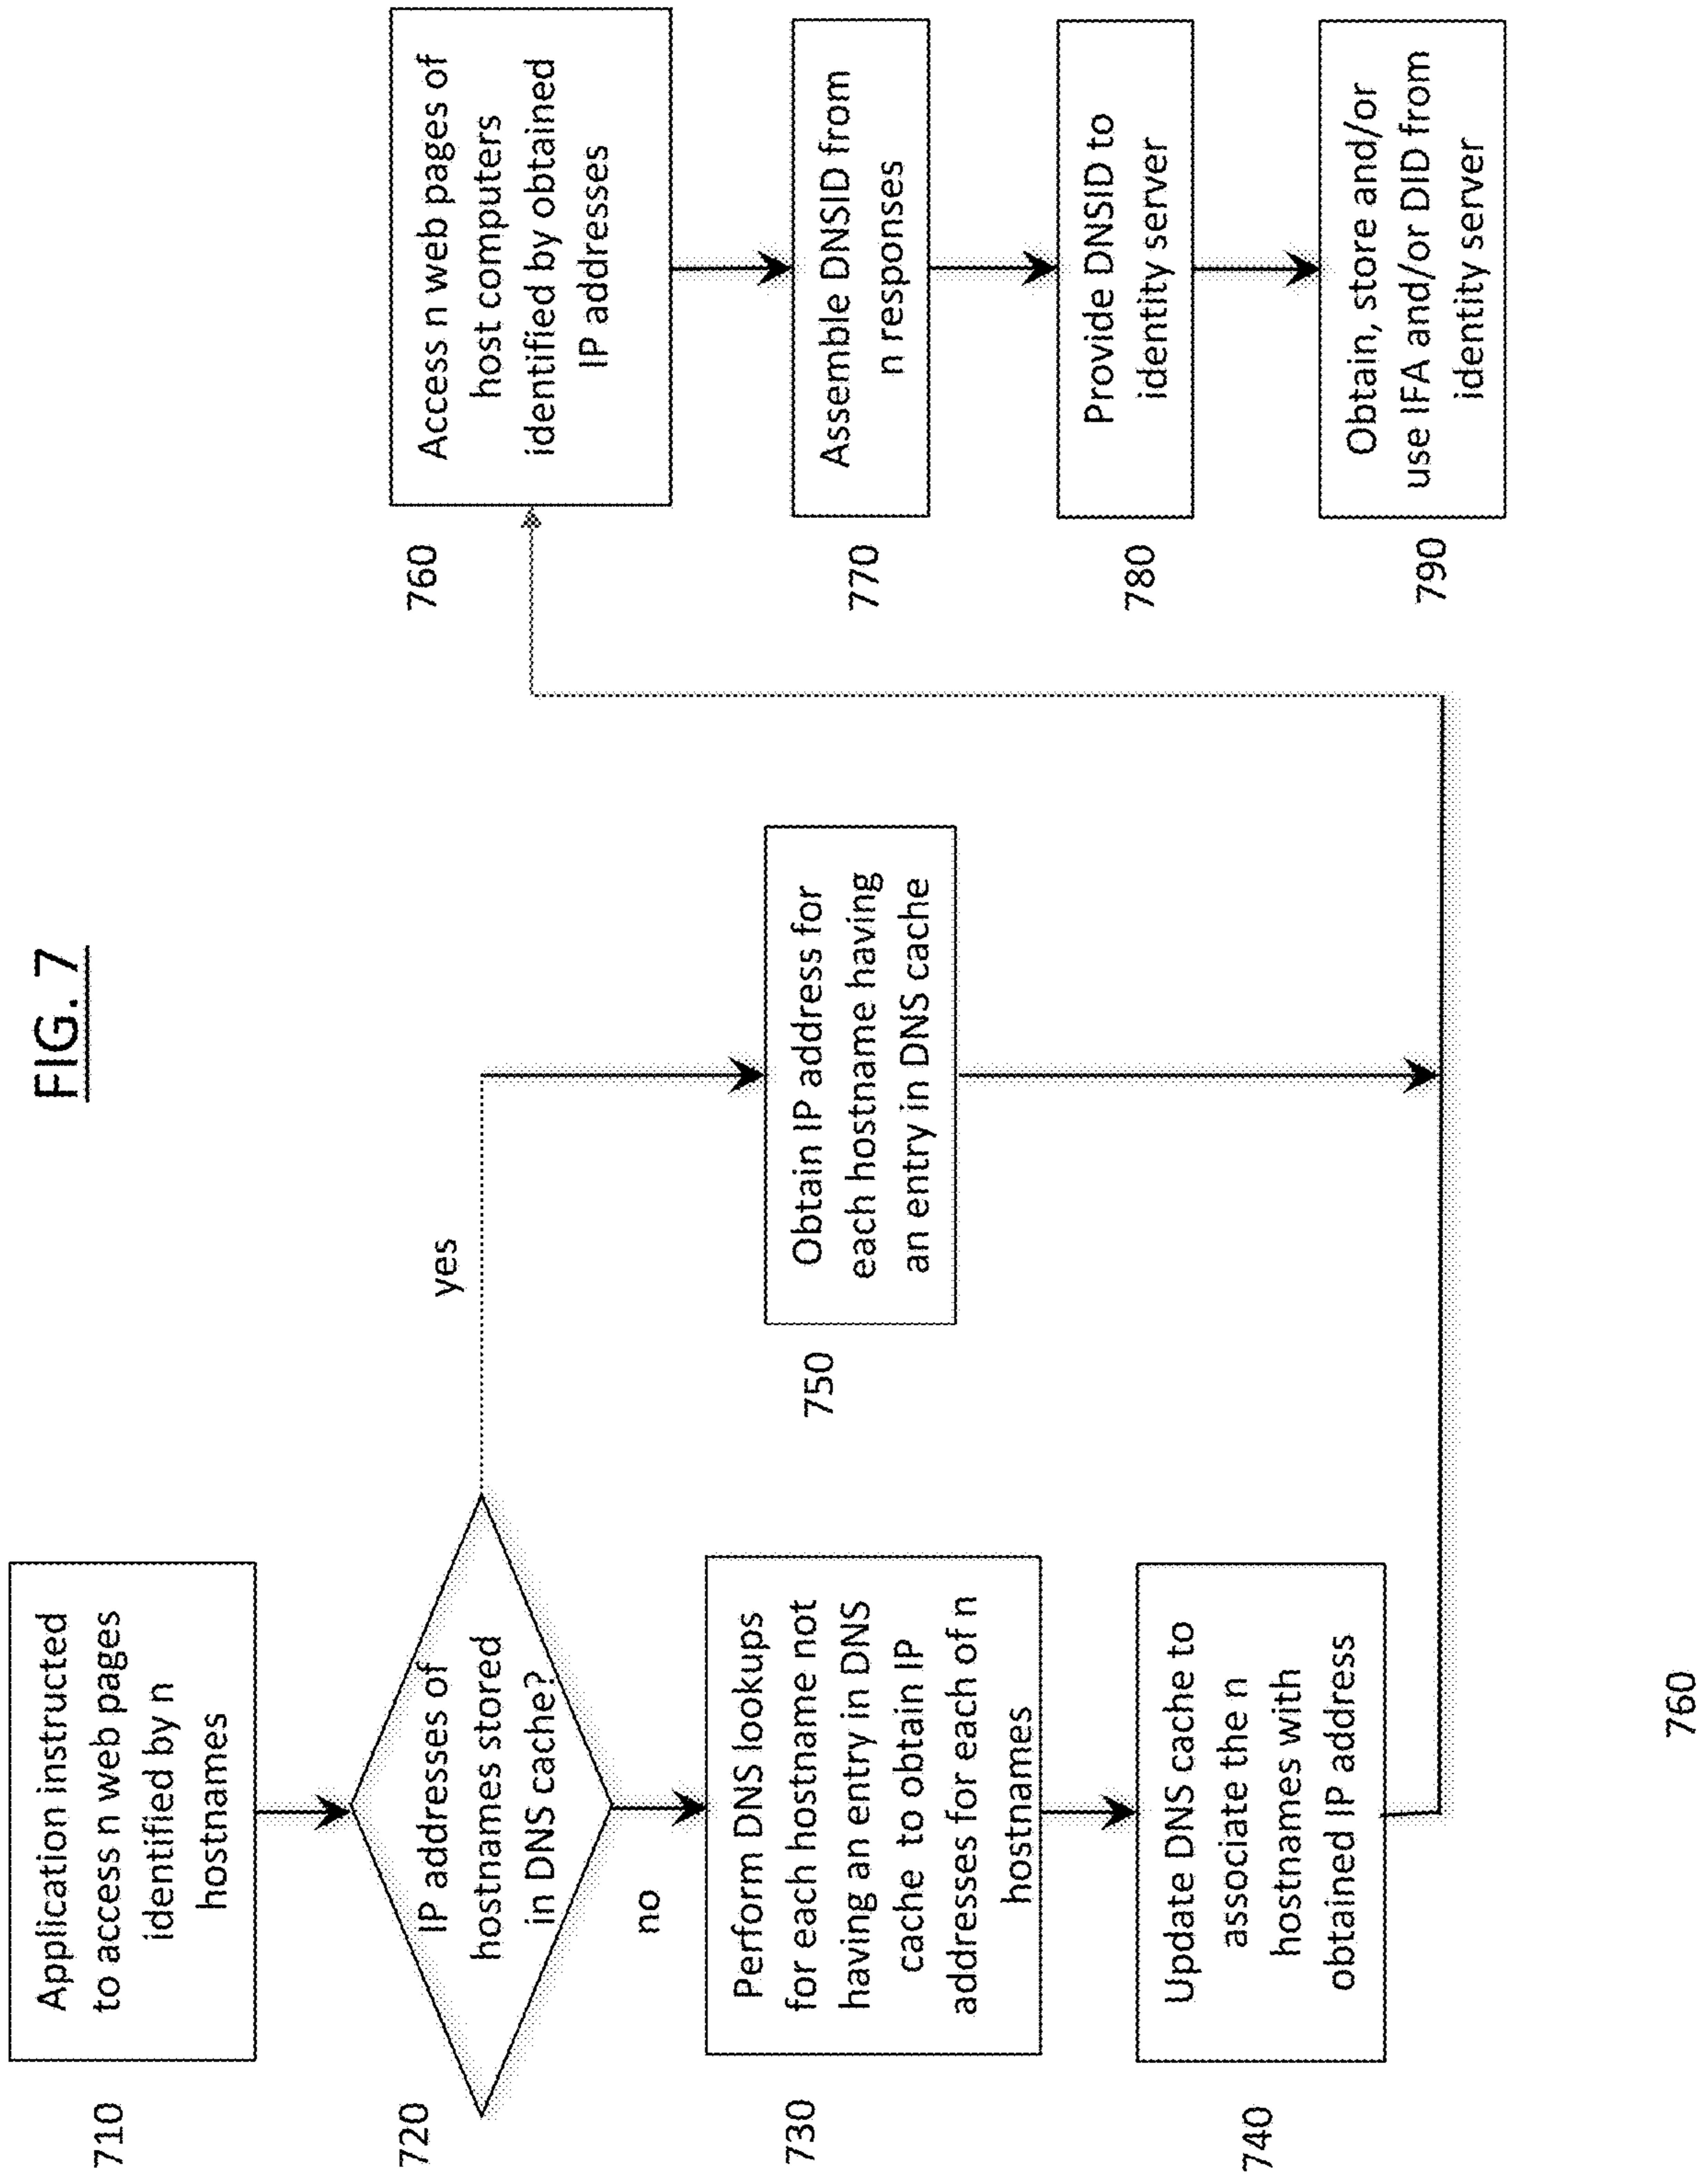 FIG. 7
710
Application instructed
to access n web pages
identified by n
hostnames
720
IP addresses of
hostnames stored
in DNS cache?
yes
no
730
Perform DNS lookups
for each hostname not
having an entry in DNS
cache to obtain IP
addresses for each of n
hostnames
740
Update DNS cache to
associate the n
hostnames with
obtained IP address
750
Obtain IP address for
each hostname having
an entry in DNS cache
760
Access n web pages of
host computers
identified by obtained
IP addresses
770
Assemble DNSID from
n responses
780
Provide DNSID to
identity server
790
Obtain, store and/or
use IFA and/or DID from
identity server
760